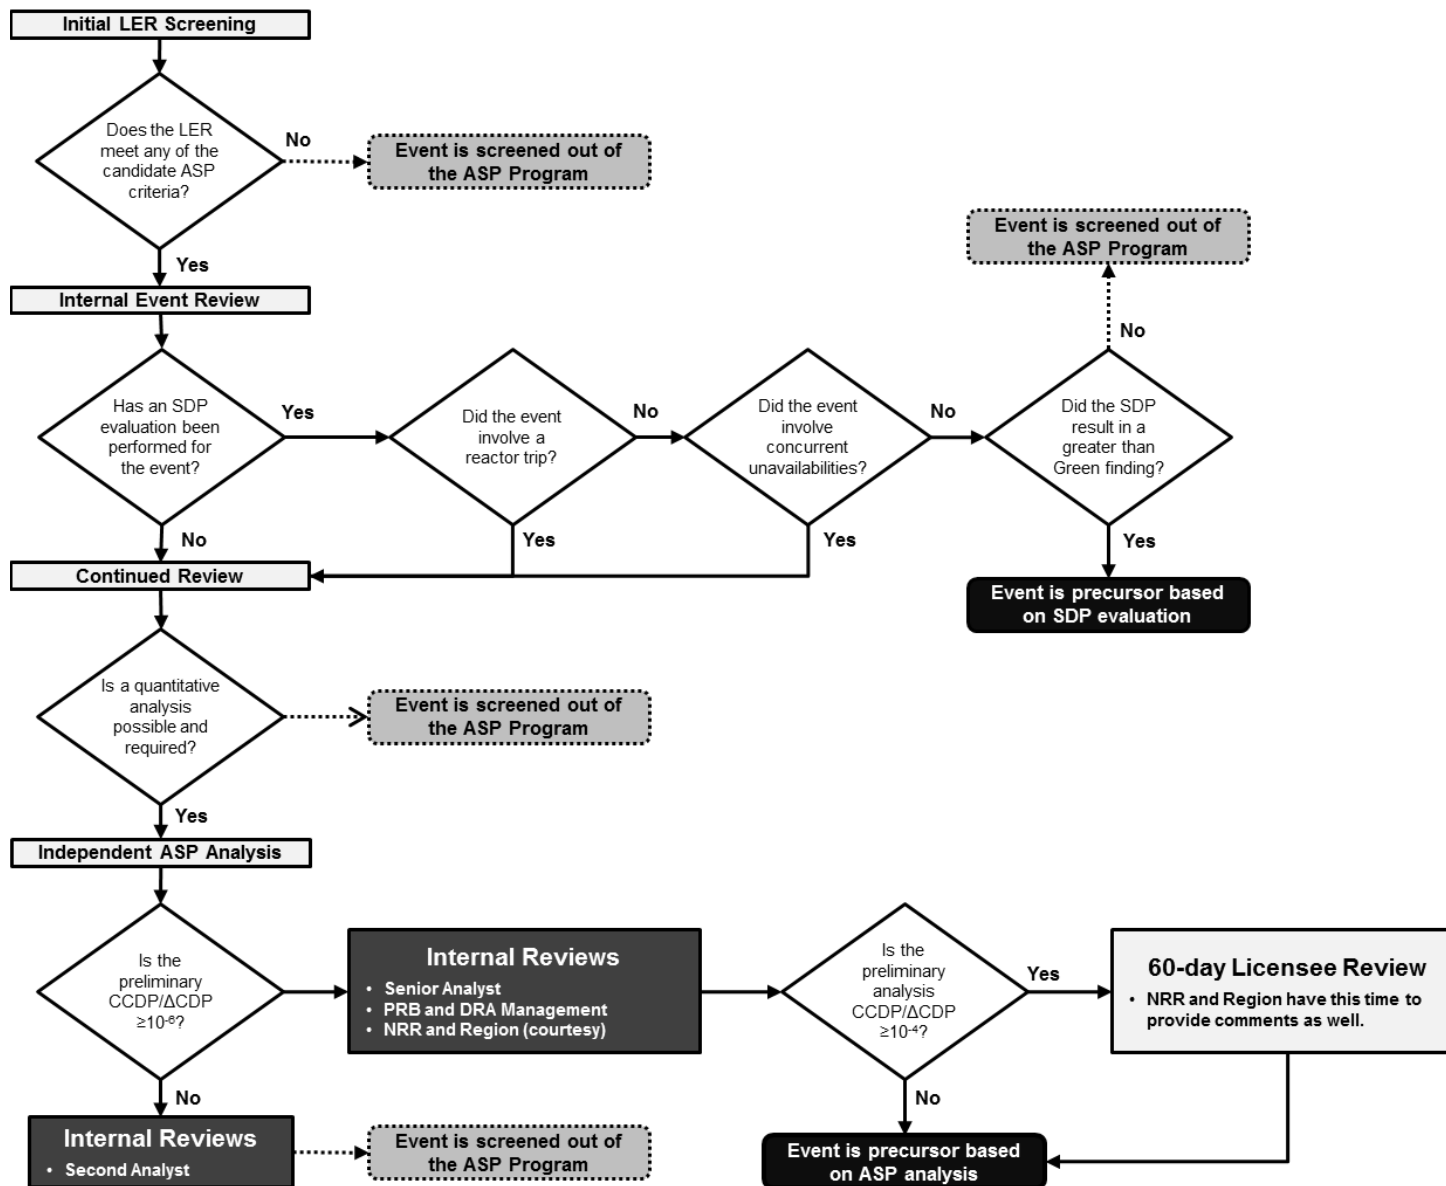 Initial LER Screening
Does the LER
meet any of the
candidate ASP
criteria?
No
Event is screened out of
the ASP Program
Yes
Internal Event Review
Has an SDP
evaluation been
performed for
the event?
Yes
Did the event
involve a
reactor trip?
No
Did the event
involve
concurrent
unavailabilities?
No
Did the SDP
result in a
greater than
Green finding?
No
Event is screened out of
the ASP Program
Yes
Event is precursor based
on SDP evaluation
No
Yes
Yes
Continued Review
Is a quantitative
analysis
possible and
required?
Event is screened out of
the ASP Program
Yes
Independent ASP Analysis
Is the
preliminary
CCDP/ΔCDP
≥10⁻⁶?
Internal Reviews
• Senior Analyst
• PRB and DRA Management
• NRR and Region (courtesy)
Is the
preliminary
analysis
CCDP/ΔCDP
≥10⁻⁴?
Yes
60-day Licensee Review
• NRR and Region have this time to
provide comments as well.
No
Internal Reviews
• Second Analyst
Event is screened out of
the ASP Program
No
Event is precursor based
on ASP analysis